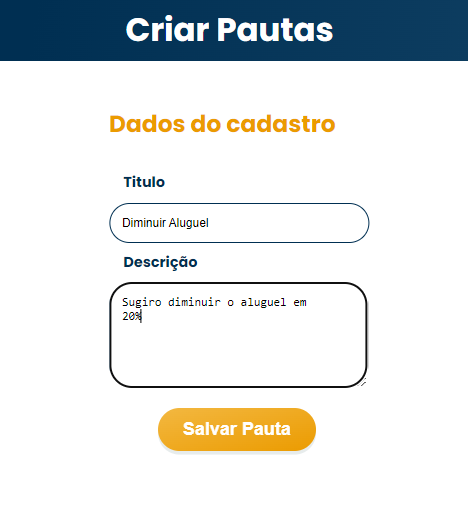 Criar Pautas
Dados do cadastro
Titulo
Diminuir Aluguel
Descrição
Sugiro diminuir o aluguel em
20%
Salvar Pauta